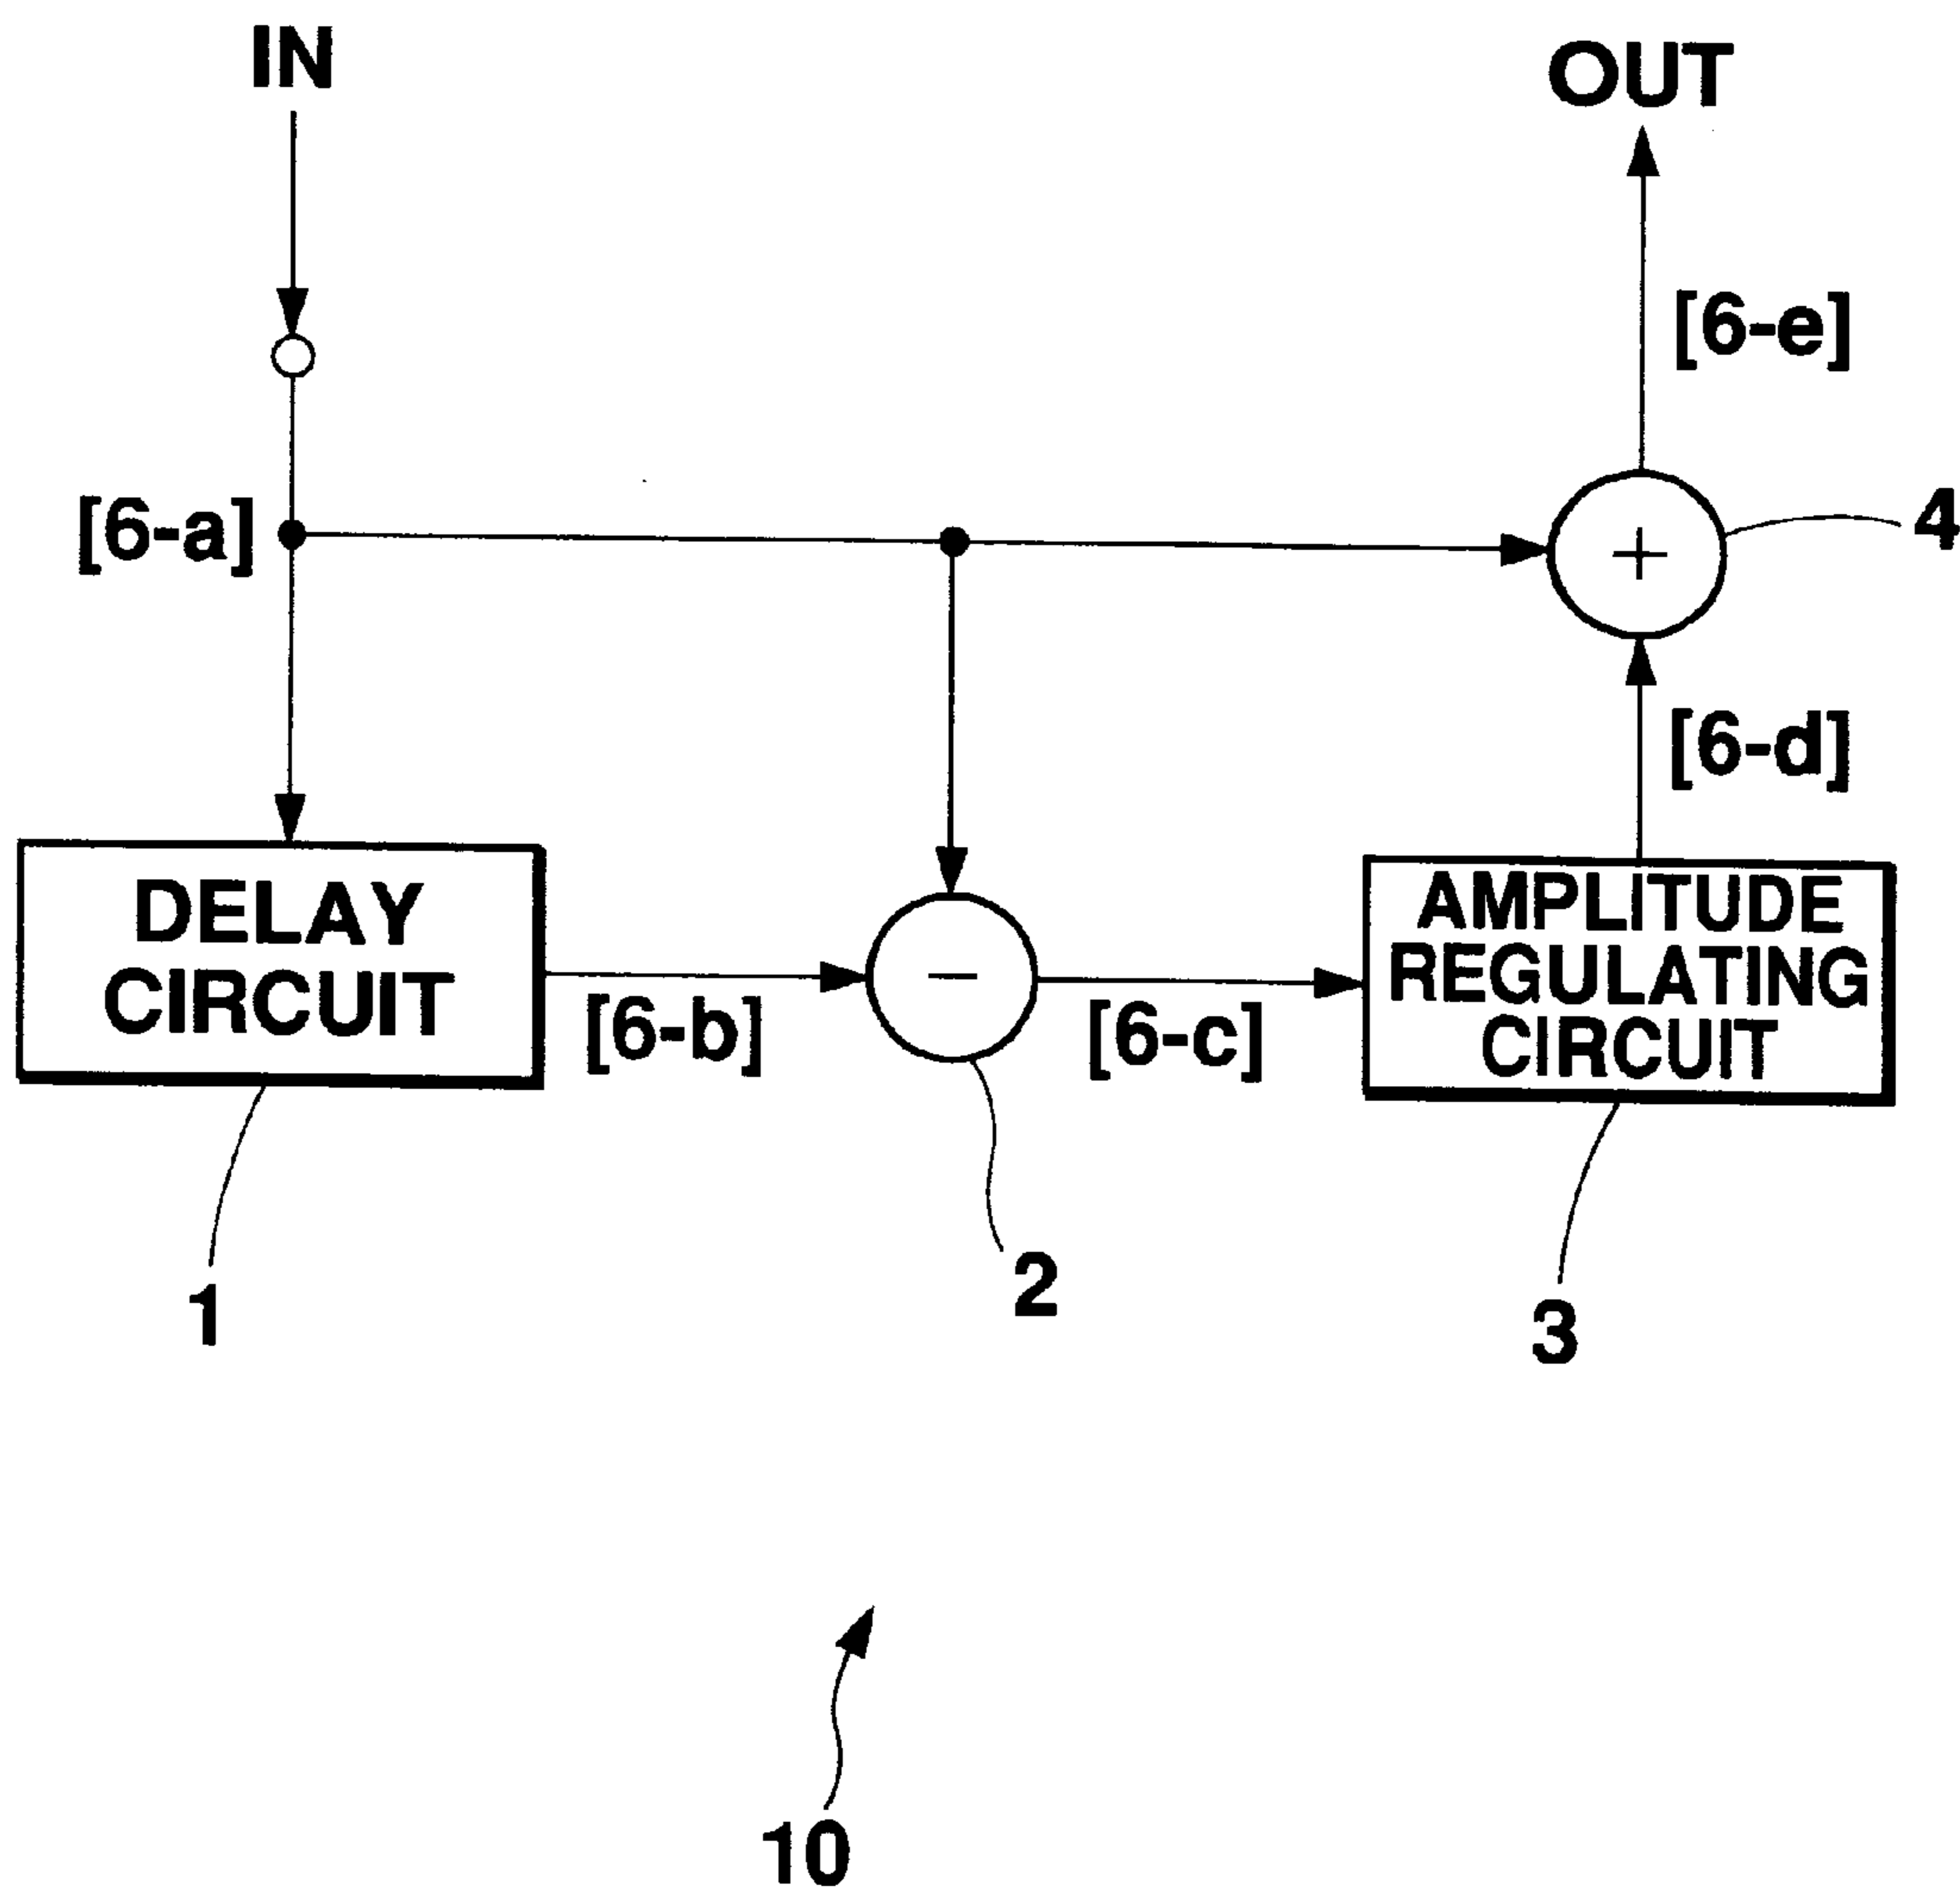 IN
OUT
[6-e]
[6-a]
4
+
[6-d]
DELAY
CIRCUIT
[6-b]
−
[6-c]
AMPLITUDE
REGULATING
CIRCUIT
1
2
3
10